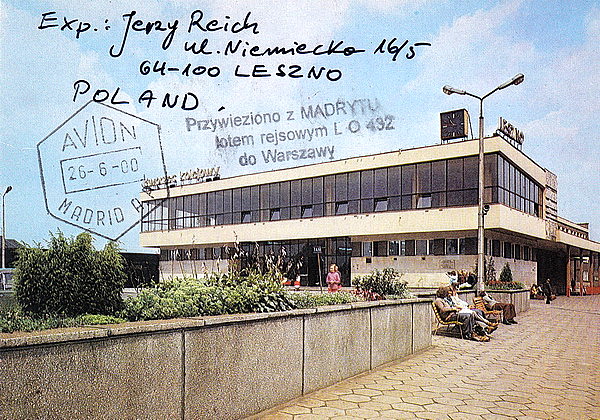 Exp.: Jerzy Reich
ul. Niemiecka 16/5
64-100 LESZNO
POLAND
AVION
26-6-00
MADRID A
Przywieziono z MADRYTU
lotem rejsowym L O 432
do Warszawy